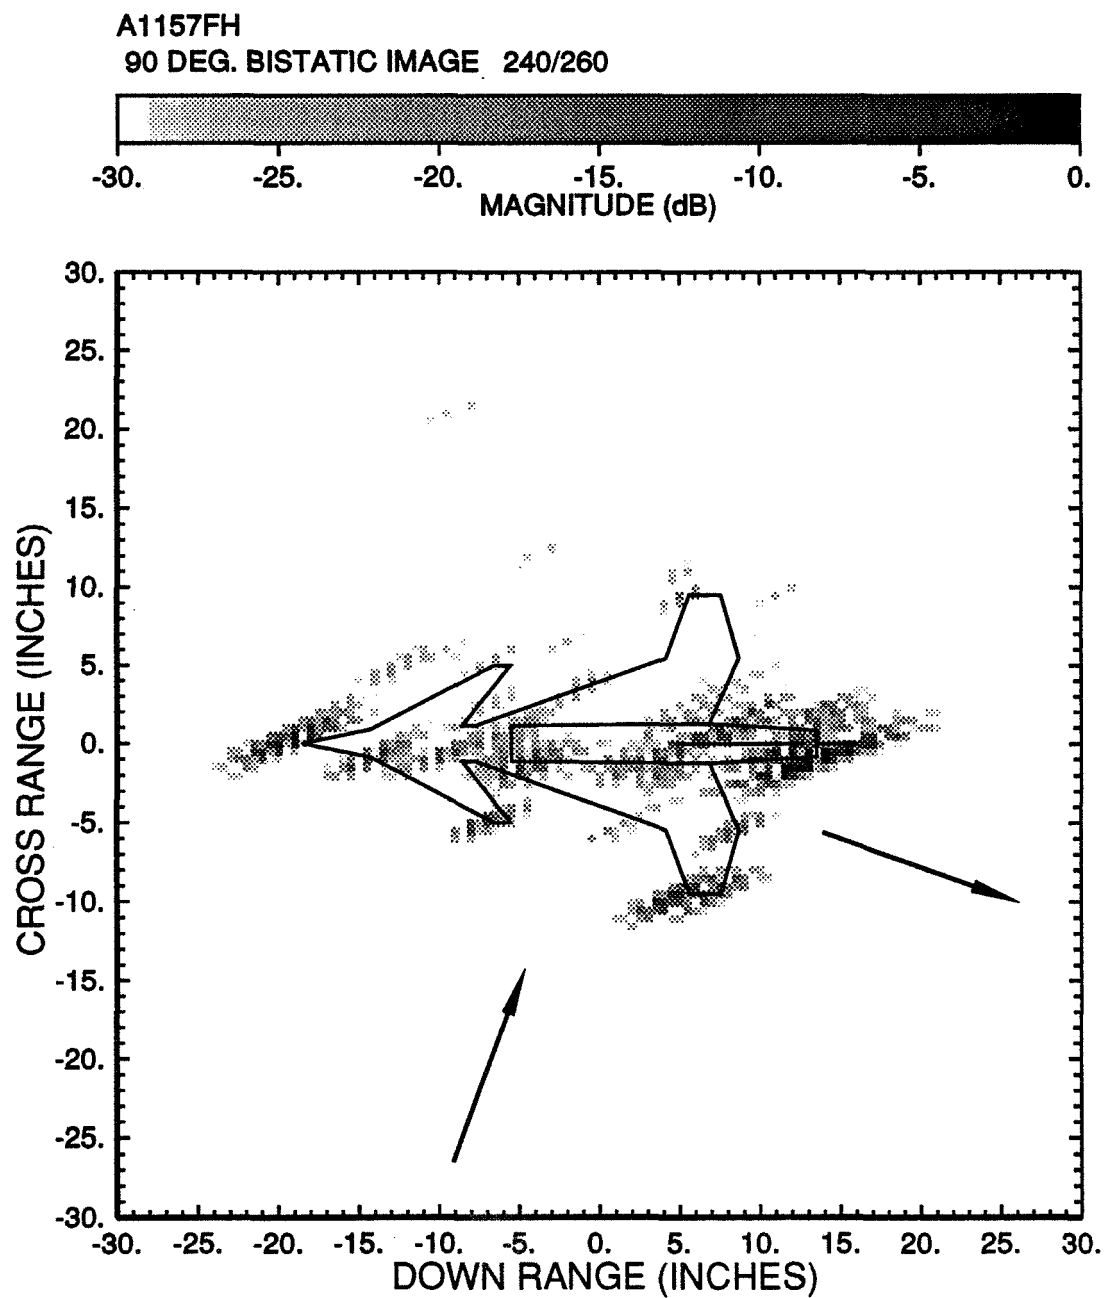 A1157FH
90 DEG. BISTATIC IMAGE 240/260
-30. -25. -20. -15. -10. -5. 0.
MAGNITUDE (dB)
30.
25.
20.
15.
10.
5.
0.
-5.
-10.
-15.
-20.
-25.
-30.
CROSS RANGE (INCHES)
-30. -25. -20. -15. -10. -5. 0. 5. 10. 15. 20. 25. 30.
DOWN RANGE (INCHES)